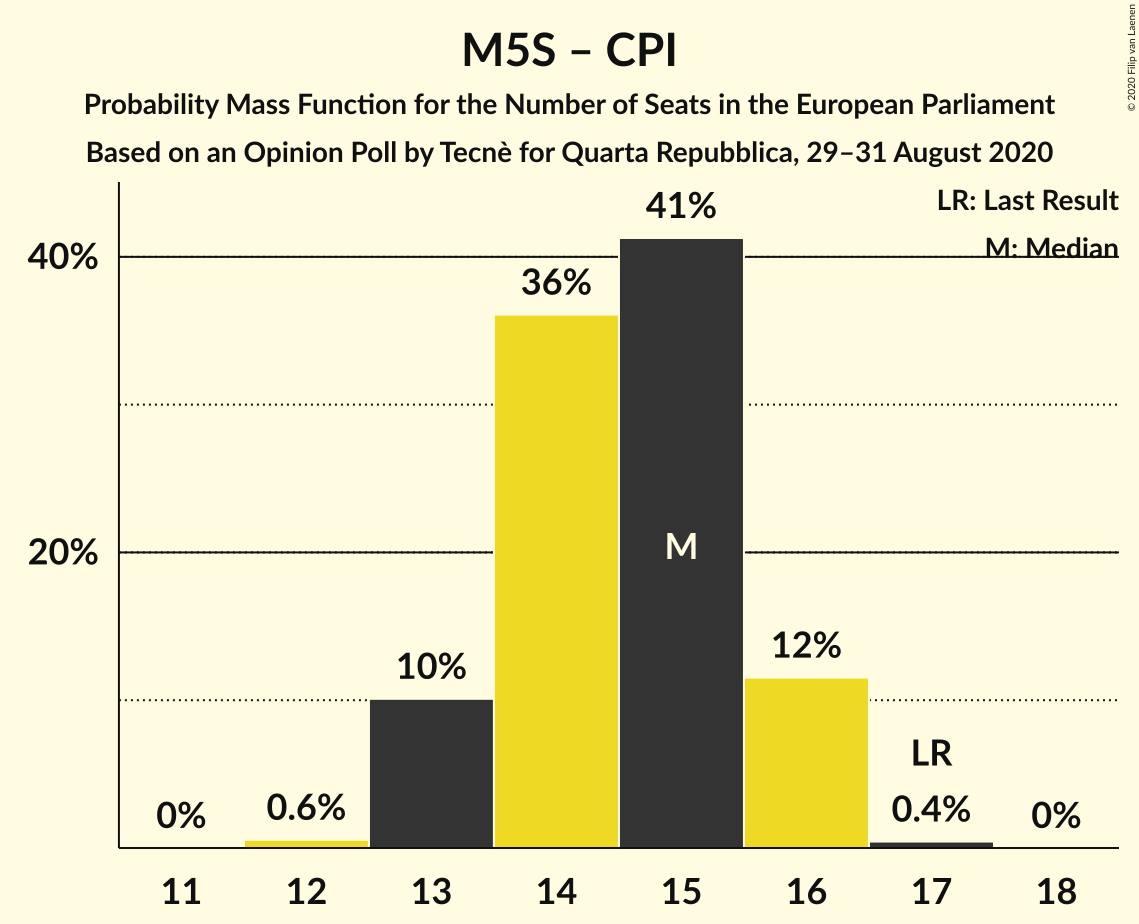 M5S – CPI
Probability Mass Function for the Number of Seats in the European Parliament
Based on an Opinion Poll by Tecnè for Quarta Repubblica, 29–31 August 2020
© 2020 Filip van Laenen
LR: Last Result
M: Median
40%
20%
0%
0.6%
10%
36%
41%
M
12%
LR
0.4%
0%
11 12 13 14 15 16 17 18